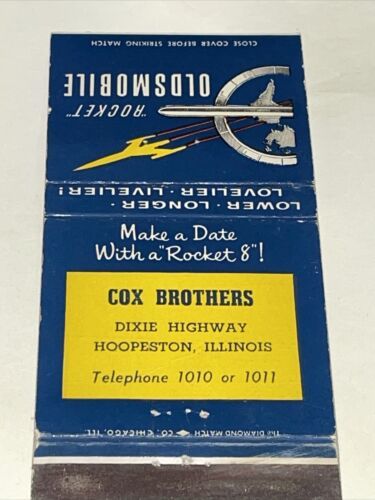 CLOSE COVER BEFORE STRIKING MATCH
"ROCKET"
OLDSMOBILE
LOWER · LONGER ·
LOVELIER · LIVELIER!
Make a Date
With a "Rocket 8"!
COX BROTHERS
DIXIE HIGHWAY
HOOPESTON, ILLINOIS
Telephone 1010 or 1011
THE DIAMOND MATCH CO., CHICAGO, ILL.